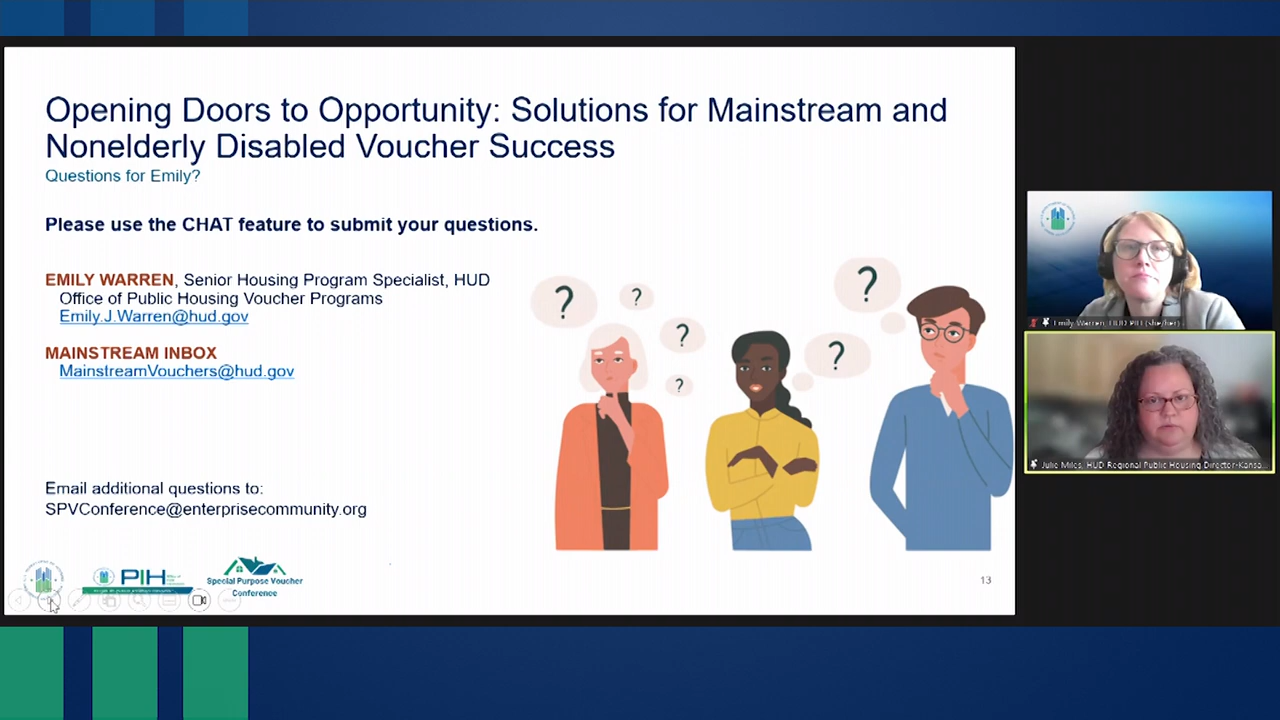 Opening Doors to Opportunity: Solutions for Mainstream and
Nonelderly Disabled Voucher Success
Questions for Emily?
Please use the CHAT feature to submit your questions.
EMILY WARREN, Senior Housing Program Specialist, HUD
Office of Public Housing Voucher Programs
Emily.J.Warren@hud.gov
MAINSTREAM INBOX
MainstreamVouchers@hud.gov
? ? ? ? ? ?
Email additional questions to:
SPVConference@enterprisecommunity.org
PIH
Special Purpose Voucher
Conference
13
Emily Warren, HUD PIH (she/her)
Julie Miles, HUD Regional Public Housing Director-Kansa...